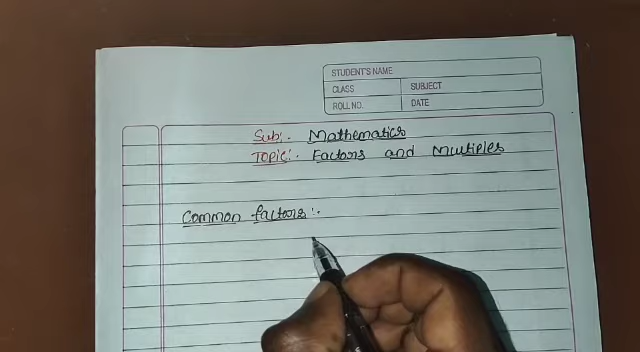 STUDENT'S NAME
CLASS SUBJECT
ROLL NO. DATE
Sub:- Mathematics
Topic:- Factors and Multiples
Common factors:-